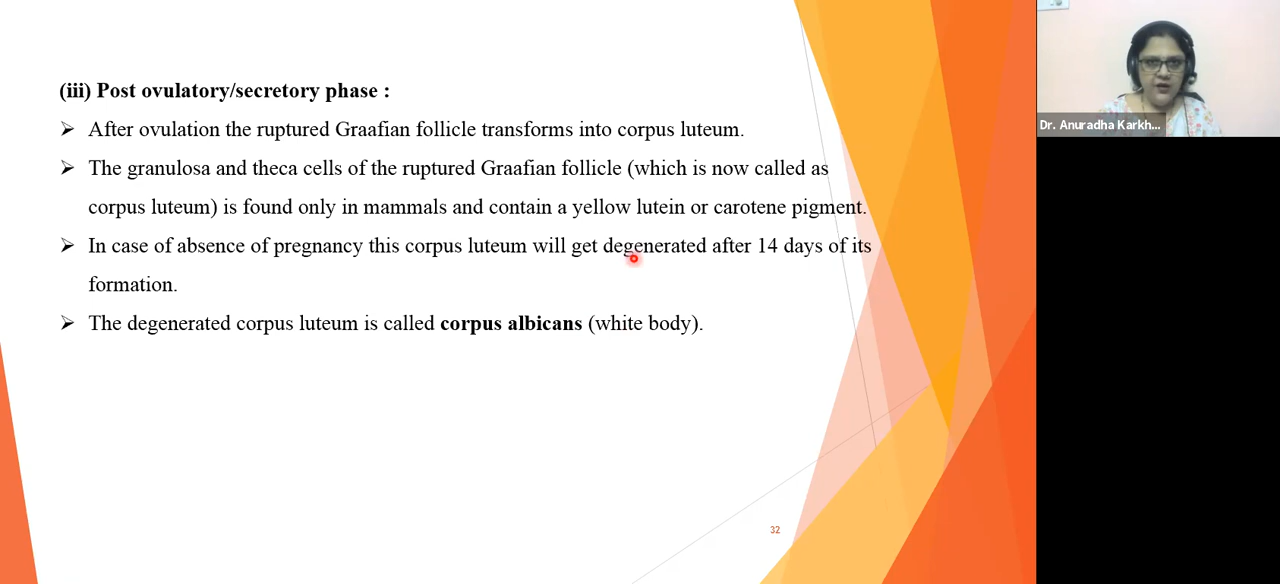 (iii) Post ovulatory/secretory phase :
➢ After ovulation the ruptured Graafian follicle transforms into corpus luteum.
➢ The granulosa and theca cells of the ruptured Graafian follicle (which is now called as
corpus luteum) is found only in mammals and contain a yellow lutein or carotene pigment.
➢ In case of absence of pregnancy this corpus luteum will get degenerated after 14 days of its
formation.
➢ The degenerated corpus luteum is called corpus albicans (white body).
32
Dr. Anuradha Karkh...